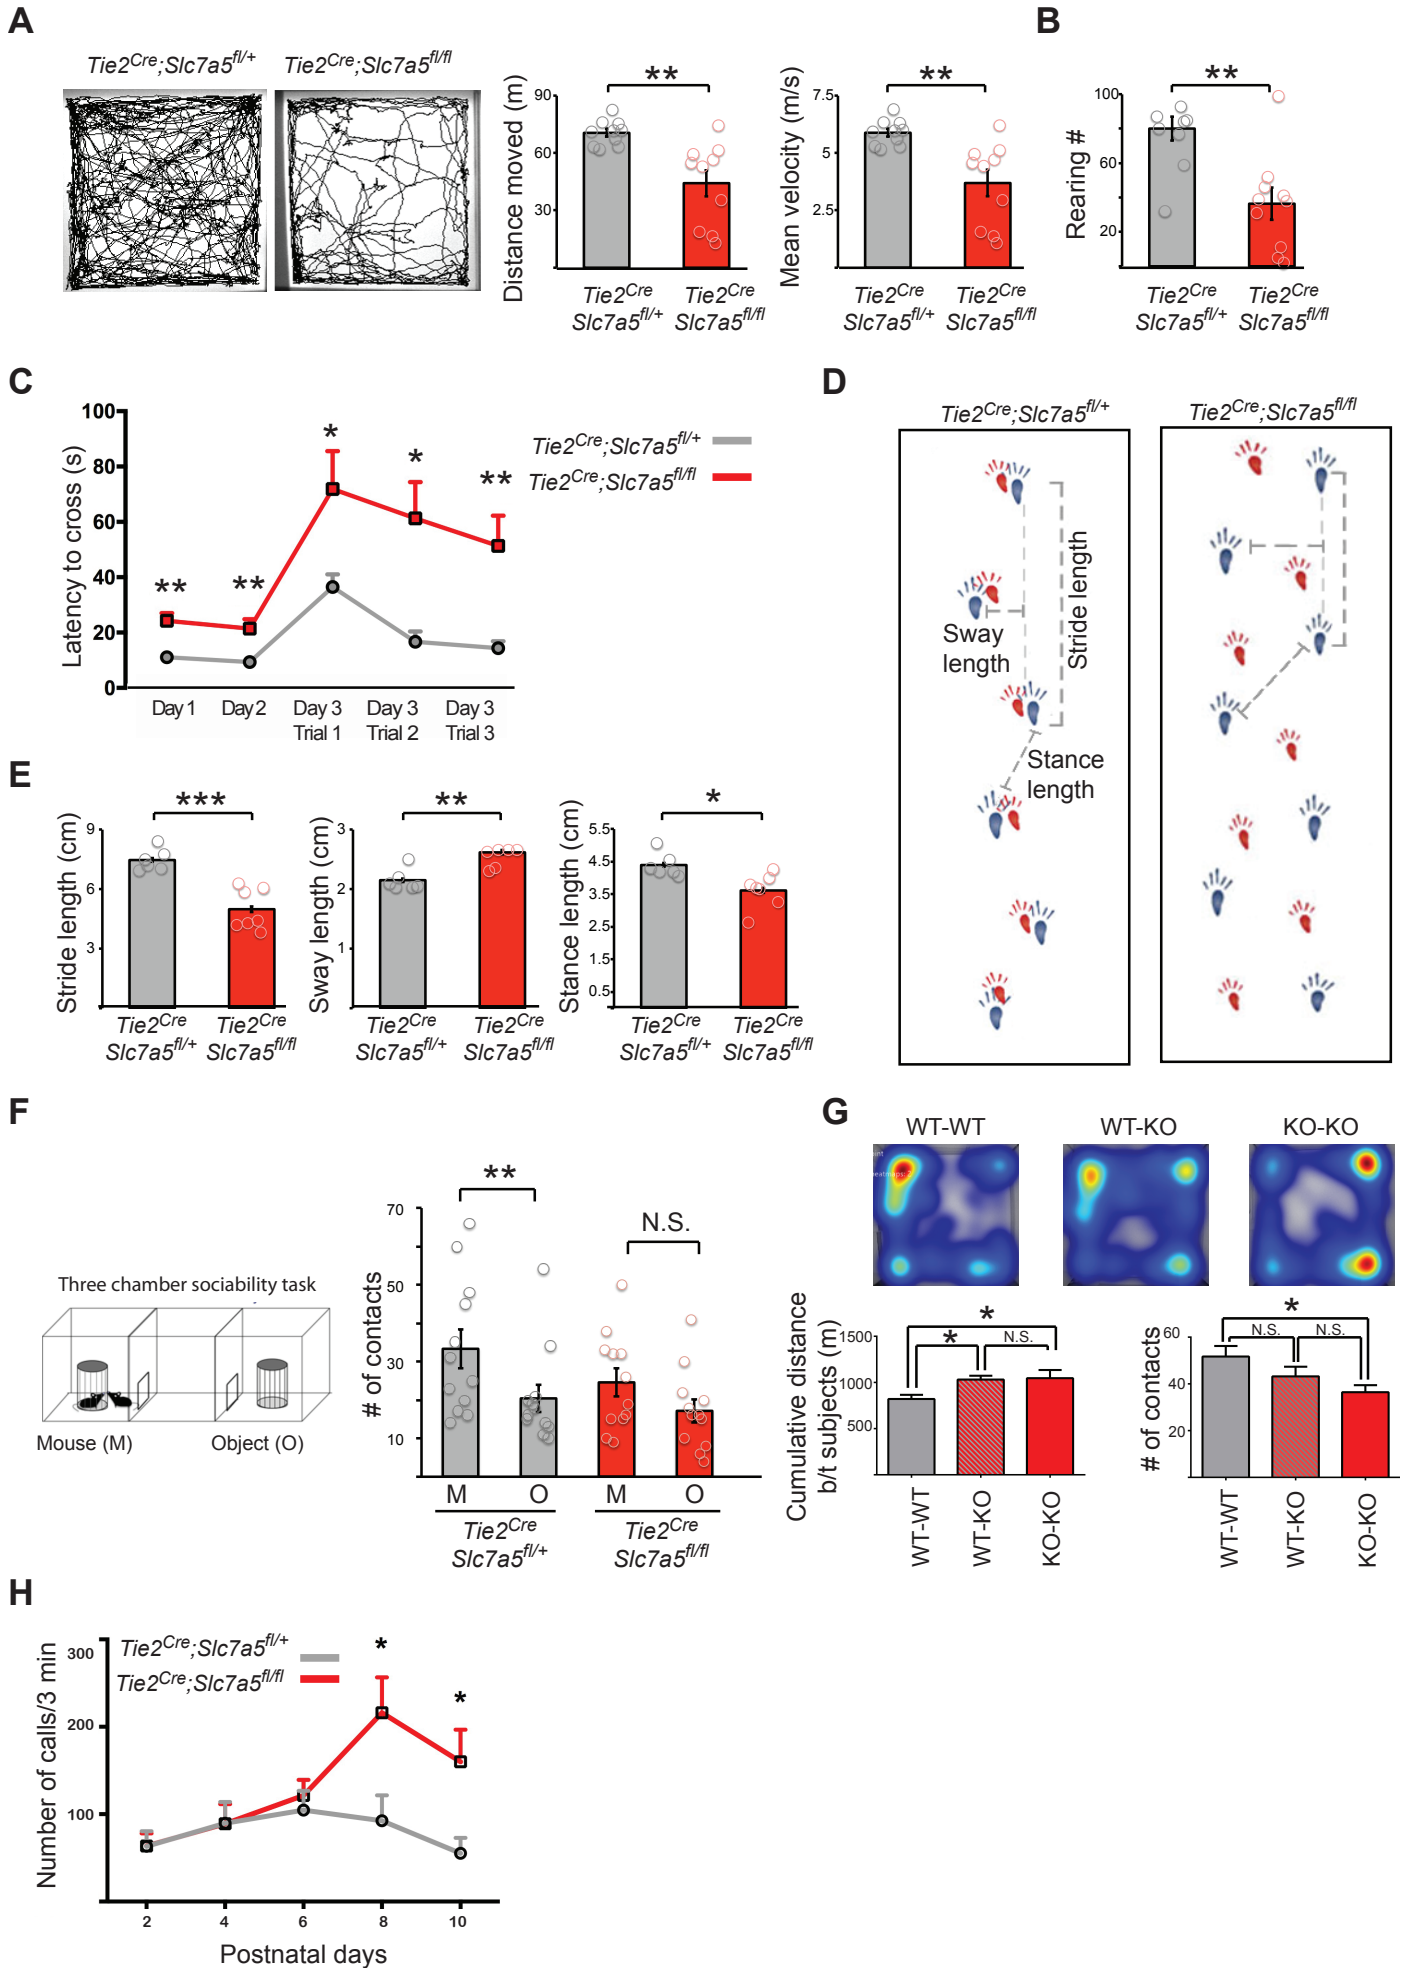 A
Tie2Cre;Slc7a5fl/+
Tie2Cre;Slc7a5fl/fl
Distance moved (m)
90
60
30
**
Tie2Cre
Slc7a5fl/+
Tie2Cre
Slc7a5fl/fl
Mean velocity (m/s)
7.5
5
2.5
**
Tie2Cre
Slc7a5fl/+
Tie2Cre
Slc7a5fl/fl
B
Rearing #
100
60
20
**
Tie2Cre
Slc7a5fl/+
Tie2Cre
Slc7a5fl/fl
C
Latency to cross (s)
100
80
60
40
20
0
**
**
*
*
**
Tie2Cre;Slc7a5fl/+
Tie2Cre;Slc7a5fl/fl
Day 1
Day 2
Day 3
Trial 1
Day 3
Trial 2
Day 3
Trial 3
D
Tie2Cre;Slc7a5fl/+
Tie2Cre;Slc7a5fl/fl
Sway
length
Stride length
Stance
length
E
Stride length (cm)
9
6
3
***
Tie2Cre
Slc7a5fl/+
Tie2Cre
Slc7a5fl/fl
Sway length (cm)
3
2
1
**
Tie2Cre
Slc7a5fl/+
Tie2Cre
Slc7a5fl/fl
Stance length (cm)
5.5
4.5
3.5
2.5
1.5
0.5
*
Tie2Cre
Slc7a5fl/+
Tie2Cre
Slc7a5fl/fl
F
Three chamber sociability task
Mouse (M)
Object (O)
# of contacts
70
50
30
10
**
N.S.
M
O
M
O
Tie2Cre
Slc7a5fl/+
Tie2Cre
Slc7a5fl/fl
G
WT-WT
WT-KO
KO-KO
Cumulative distance
b/t subjects (m)
1500
1000
500
*
*
N.S.
WT-WT
WT-KO
KO-KO
# of contacts
60
40
20
*
N.S.
N.S.
WT-WT
WT-KO
KO-KO
H
Number of calls/3 min
300
200
100
Tie2Cre;Slc7a5fl/+
Tie2Cre;Slc7a5fl/fl
*
*
2
4
6
8
10
Postnatal days